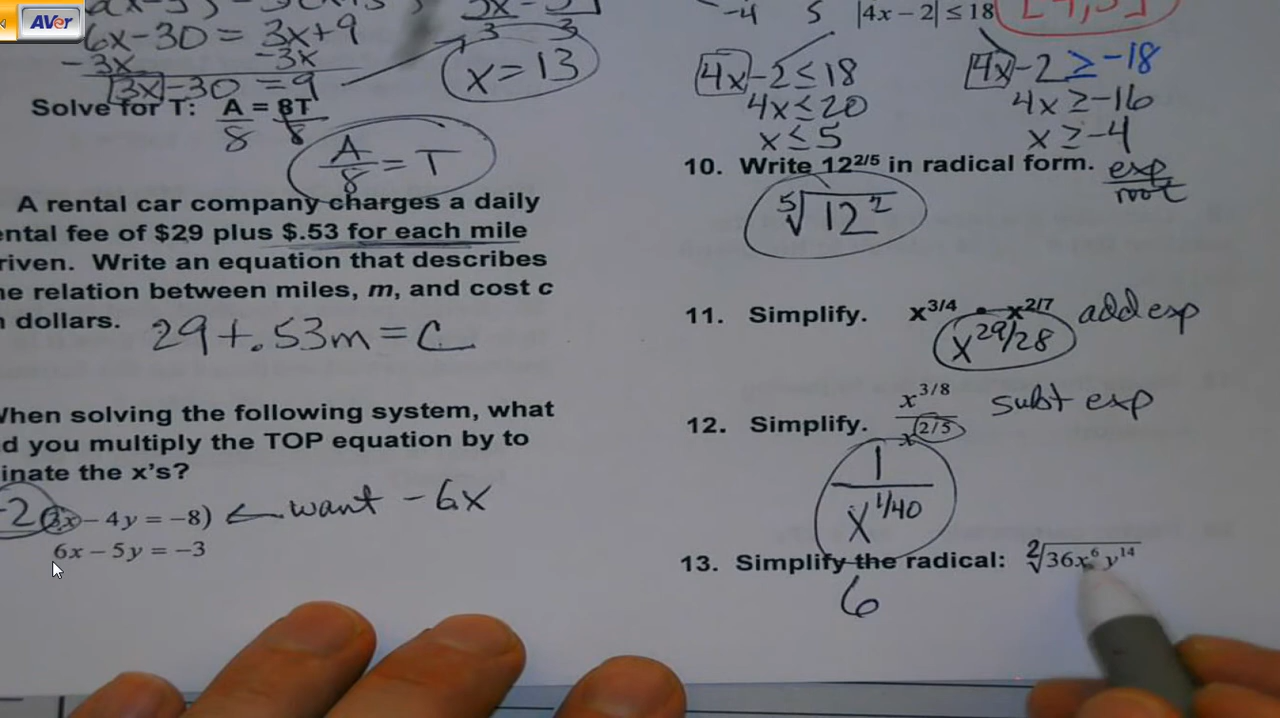 AVer
6x-30 = 3x+9
-3x -3x
3x-30 = 9
x=13
Solve for T: A = 8T
8 8
A/8 = T
A rental car company charges a daily
ental fee of $29 plus $.53 for each mile
riven. Write an equation that describes
he relation between miles, m, and cost c
n dollars.
29+.53m=C
When solving the following system, what
d you multiply the TOP equation by to
inate the x's?
-2(3x – 4y = –8) ← want -6x
6x – 5y = –3
-4 5 |4x – 2| ≤ 18
4x-2≤18 4x-2≥-18
4x≤20 4x≥-16
x≤5 x≥-4
10. Write 12^{2/5} in radical form. exp/root
⁵√12²
11. Simplify. x^{3/4} • x^{2/7} add exp
x^{29/28}
12. Simplify. x^{3/8}/x^{2/5} subt exp
1/x^{1/40}
13. Simplify the radical: ²√36x⁶y¹⁴
6